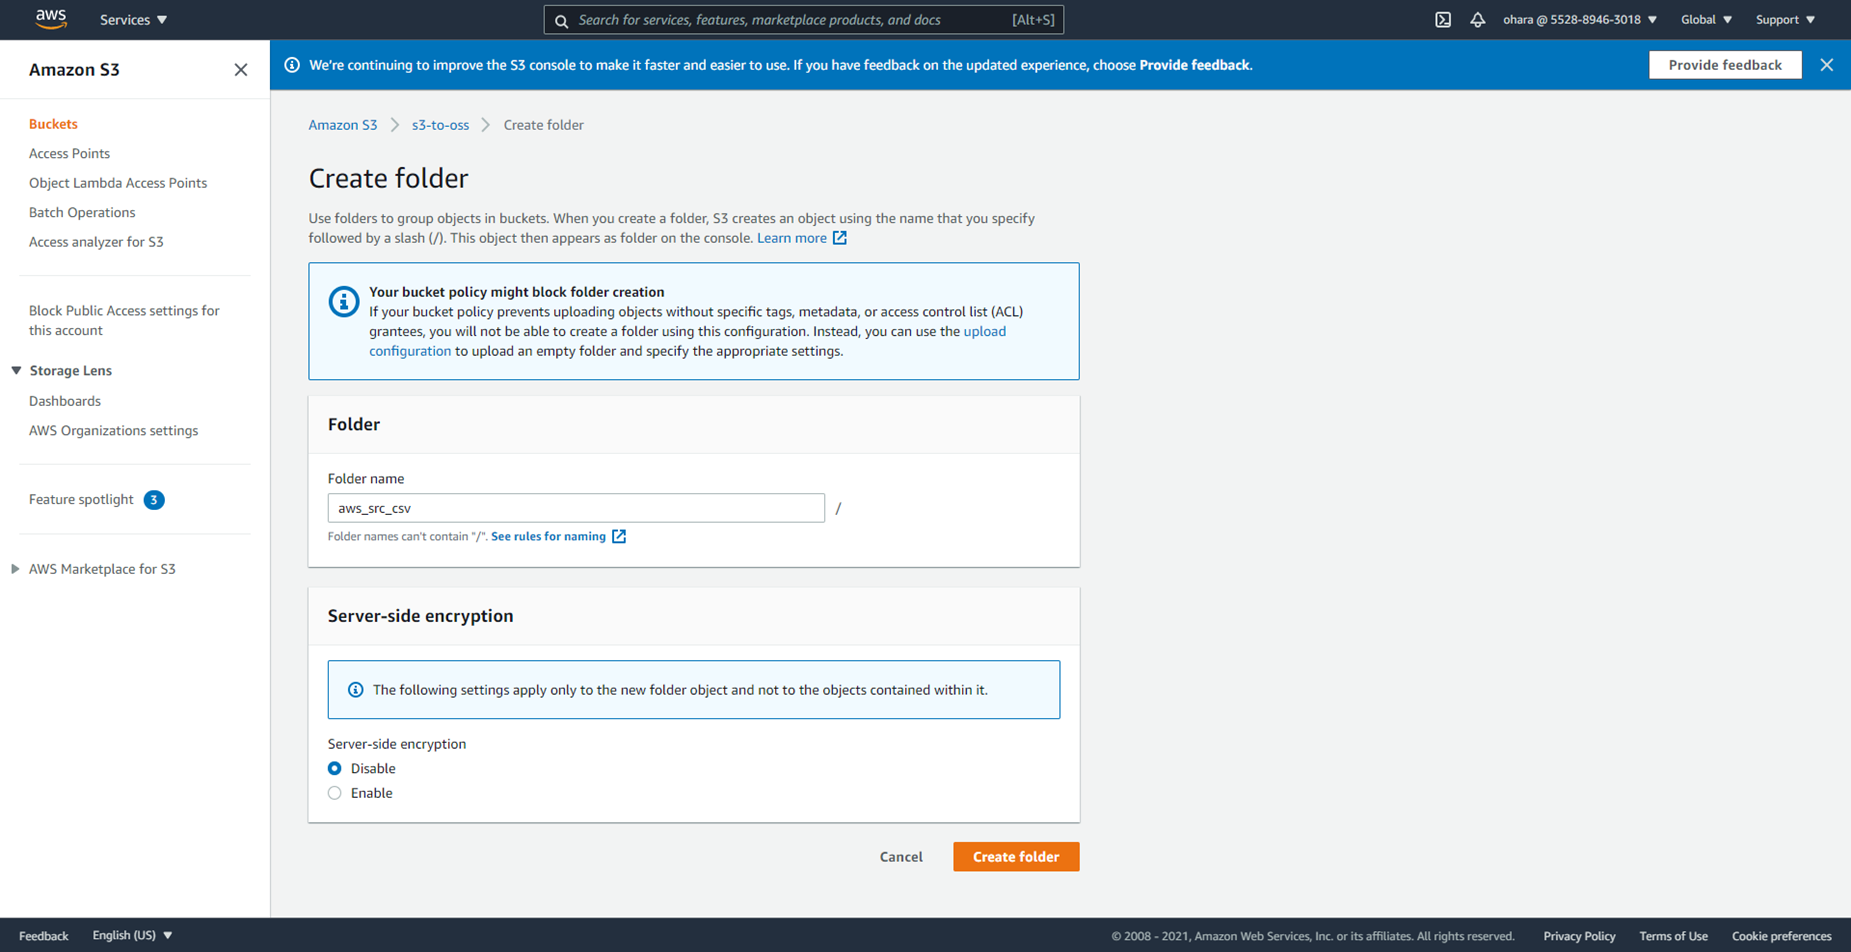 aws
Services ▼
Search for services, features, marketplace products, and docs [Alt+S]
ohara @ 5528-8946-3018 ▼
Global ▼
Support ▼
Amazon S3
We're continuing to improve the S3 console to make it faster and easier to use. If you have feedback on the updated experience, choose Provide feedback.
Provide feedback
Buckets
Access Points
Object Lambda Access Points
Batch Operations
Access analyzer for S3
Block Public Access settings for
this account
Storage Lens
Dashboards
AWS Organizations settings
Feature spotlight 3
AWS Marketplace for S3
Amazon S3 > s3-to-oss > Create folder
Create folder
Use folders to group objects in buckets. When you create a folder, S3 creates an object using the name that you specify
followed by a slash (/). This object then appears as folder on the console. Learn more
Your bucket policy might block folder creation
If your bucket policy prevents uploading objects without specific tags, metadata, or access control list (ACL)
grantees, you will not be able to create a folder using this configuration. Instead, you can use the upload
configuration to upload an empty folder and specify the appropriate settings.
Folder
Folder name
aws_src_csv /
Folder names can't contain "/". See rules for naming
Server-side encryption
The following settings apply only to the new folder object and not to the objects contained within it.
Server-side encryption
Disable
Enable
Cancel
Create folder
Feedback
English (US) ▼
© 2008 - 2021, Amazon Web Services, Inc. or its affiliates. All rights reserved.
Privacy Policy
Terms of Use
Cookie preferences